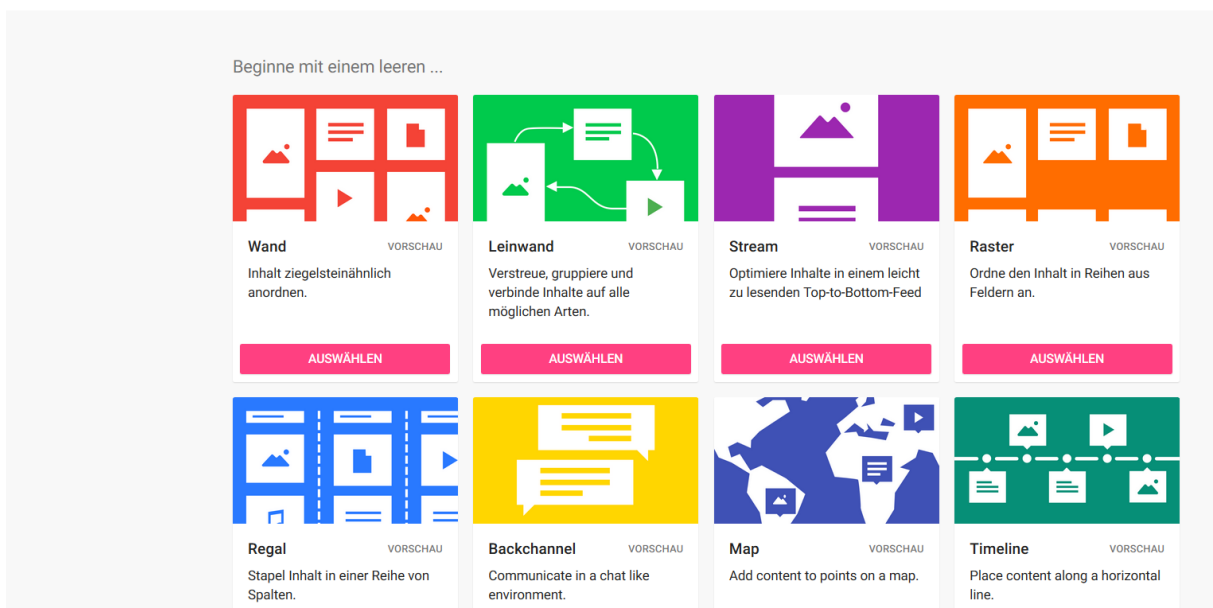 Beginne mit einem leeren ...
Wand VORSCHAU
Inhalt ziegelsteinähnlich
anordnen.
AUSWÄHLEN
Leinwand VORSCHAU
Verstreue, gruppiere und
verbinde Inhalte auf alle
möglichen Arten.
AUSWÄHLEN
Stream VORSCHAU
Optimiere Inhalte in einem leicht
zu lesenden Top-to-Bottom-Feed
AUSWÄHLEN
Raster VORSCHAU
Ordne den Inhalt in Reihen aus
Feldern an.
AUSWÄHLEN
Regal VORSCHAU
Stapel Inhalt in einer Reihe von
Spalten.
Backchannel VORSCHAU
Communicate in a chat like
environment.
Map VORSCHAU
Add content to points on a map.
Timeline VORSCHAU
Place content along a horizontal
line.